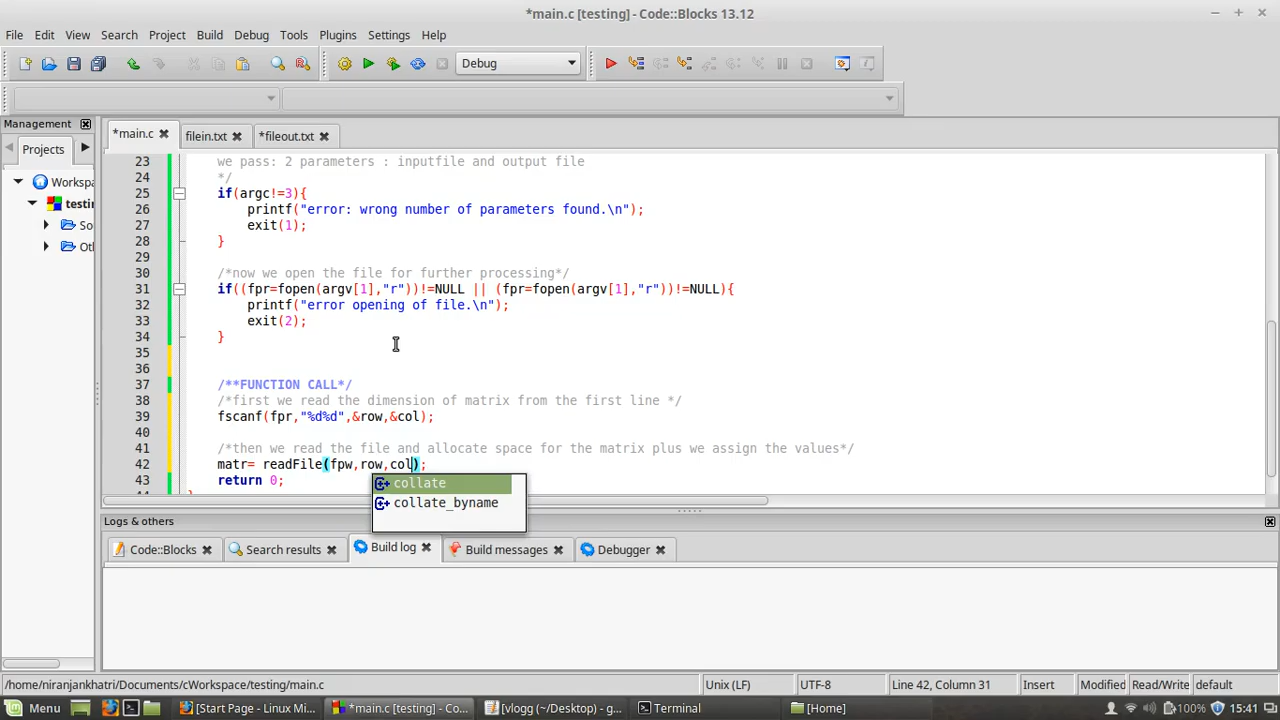 *main.c [testing] - Code::Blocks 13.12
File Edit View Search Project Build Debug Tools Plugins Settings Help
Debug
Management
*main.c filein.txt *fileout.txt
Projects
Workspa
testin
So
Ot
23 we pass: 2 parameters : inputfile and output file
24 */
25 if(argc!=3){
26 printf("error: wrong number of parameters found.\n");
27 exit(1);
28 }
29
30 /*now we open the file for further processing*/
31 if((fpr=fopen(argv[1],"r"))!=NULL || (fpr=fopen(argv[1],"r"))!=NULL){
32 printf("error opening of file.\n");
33 exit(2);
34 }
35
36
37 /**FUNCTION CALL*/
38 /*first we read the dimension of matrix from the first line */
39 fscanf(fpr,"%d%d",&row,&col);
40
41 /*then we read the file and allocate space for the matrix plus we assign the values*/
42 matr= readFile(fpw,row,col);
43 return 0;
collate
collate_byname
Logs & others
Code::Blocks Search results Build log Build messages Debugger
/home/niranjankhatri/Documents/cWorkspace/testing/main.c Unix (LF) UTF-8 Line 42, Column 31 Insert Modified Read/Write default
Menu [Start Page - Linux Mi... *main.c [testing] - Co... vlogg (~/Desktop) - g... Terminal [Home] 100% 15:41